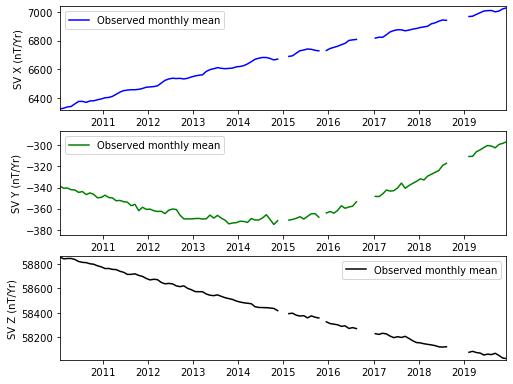 7000
6800
6600
6400
SV X (nT/Yr)
Observed monthly mean
2011 2012 2013 2014 2015 2016 2017 2018 2019
−300
−320
−340
−360
−380
SV Y (nT/Yr)
Observed monthly mean
2011 2012 2013 2014 2015 2016 2017 2018 2019
58800
58600
58400
58200
SV Z (nT/Yr)
Observed monthly mean
2011 2012 2013 2014 2015 2016 2017 2018 2019